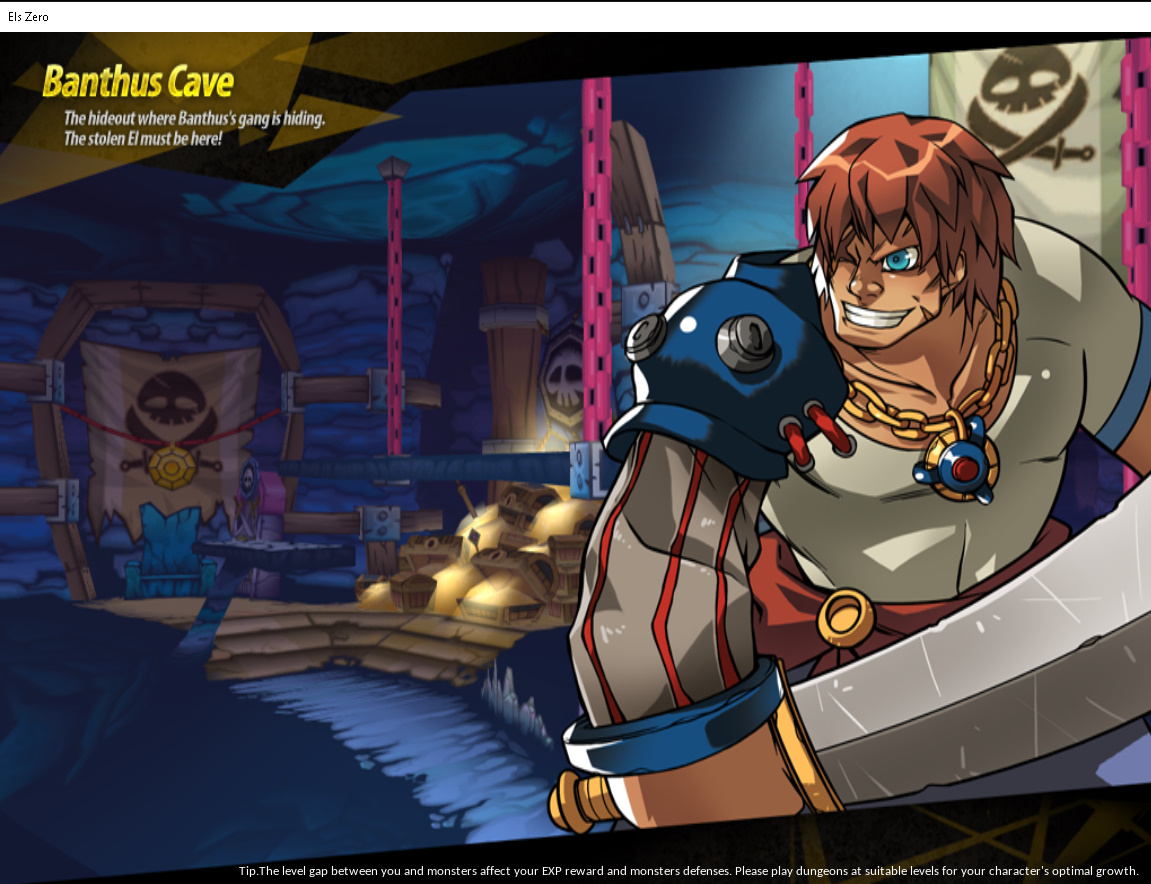 Els Zero
Banthus Cave
The hideout where Banthus's gang is hiding.
The stolen El must be here!
Tip.The level gap between you and monsters affect your EXP reward and monsters defenses. Please play dungeons at suitable levels for your character's optimal growth.